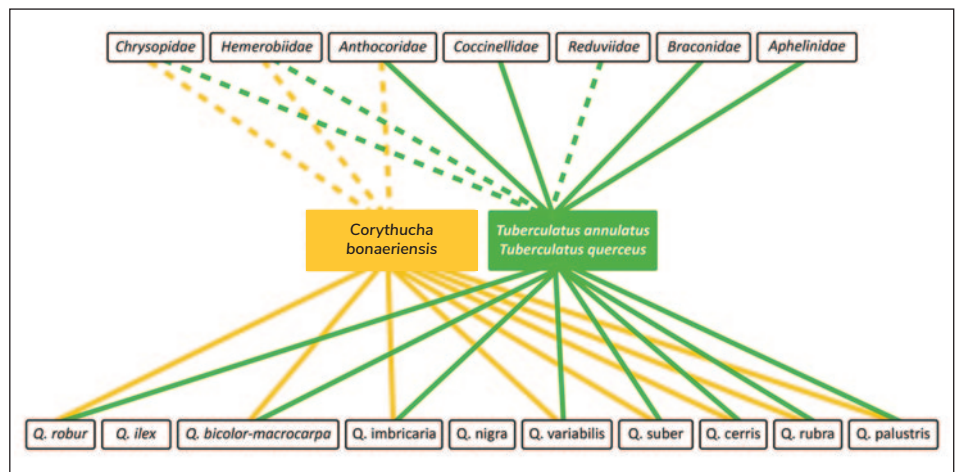 Chrysopidae Hemerobiidae Anthocoridae Coccinellidae Reduviidae Braconidae Aphelinidae
Corythucha
bonaeriensis
Tuberculatus annulatus
Tuberculatus querceus
Q. robur Q. ilex Q. bicolor-macrocarpa Q. imbricaria Q. nigra Q. variabilis Q. suber Q. cerris Q. rubra Q. palustris